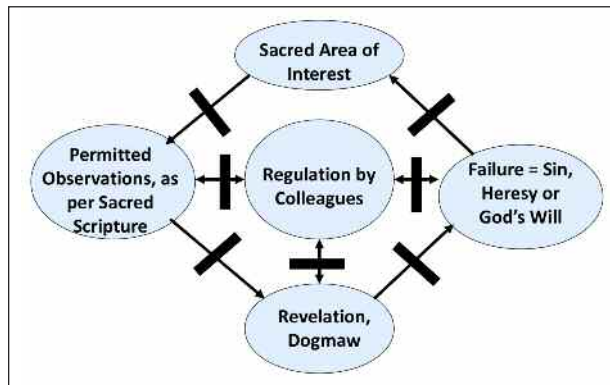 Sacred Area of
Interest
Permitted
Observations, as
per Sacred
Scripture
Regulation by
Colleagues
Failure = Sin,
Heresy or
God's Will
Revelation,
Dogmaw